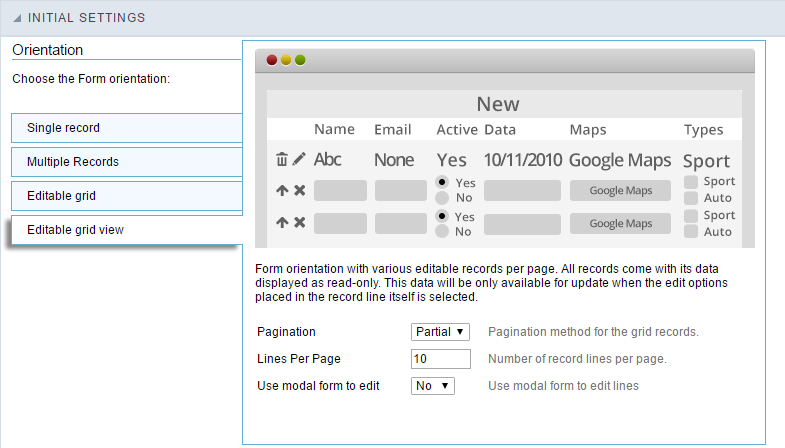 INITIAL SETTINGS
Orientation
Choose the Form orientation:
Single record
Multiple Records
Editable grid
Editable grid view
New
Name Email Active Data Maps Types
Abc None Yes 10/11/2010 Google Maps Sport
Yes Google Maps Sport
No Auto
Yes Google Maps Sport
No Auto
Form orientation with various editable records per page. All records come with its data
displayed as read-only. This data will be only available for update when the edit options
placed in the record line itself is selected.
Pagination Partial Pagination method for the grid records.
Lines Per Page 10 Number of record lines per page.
Use modal form to edit No Use modal form to edit lines